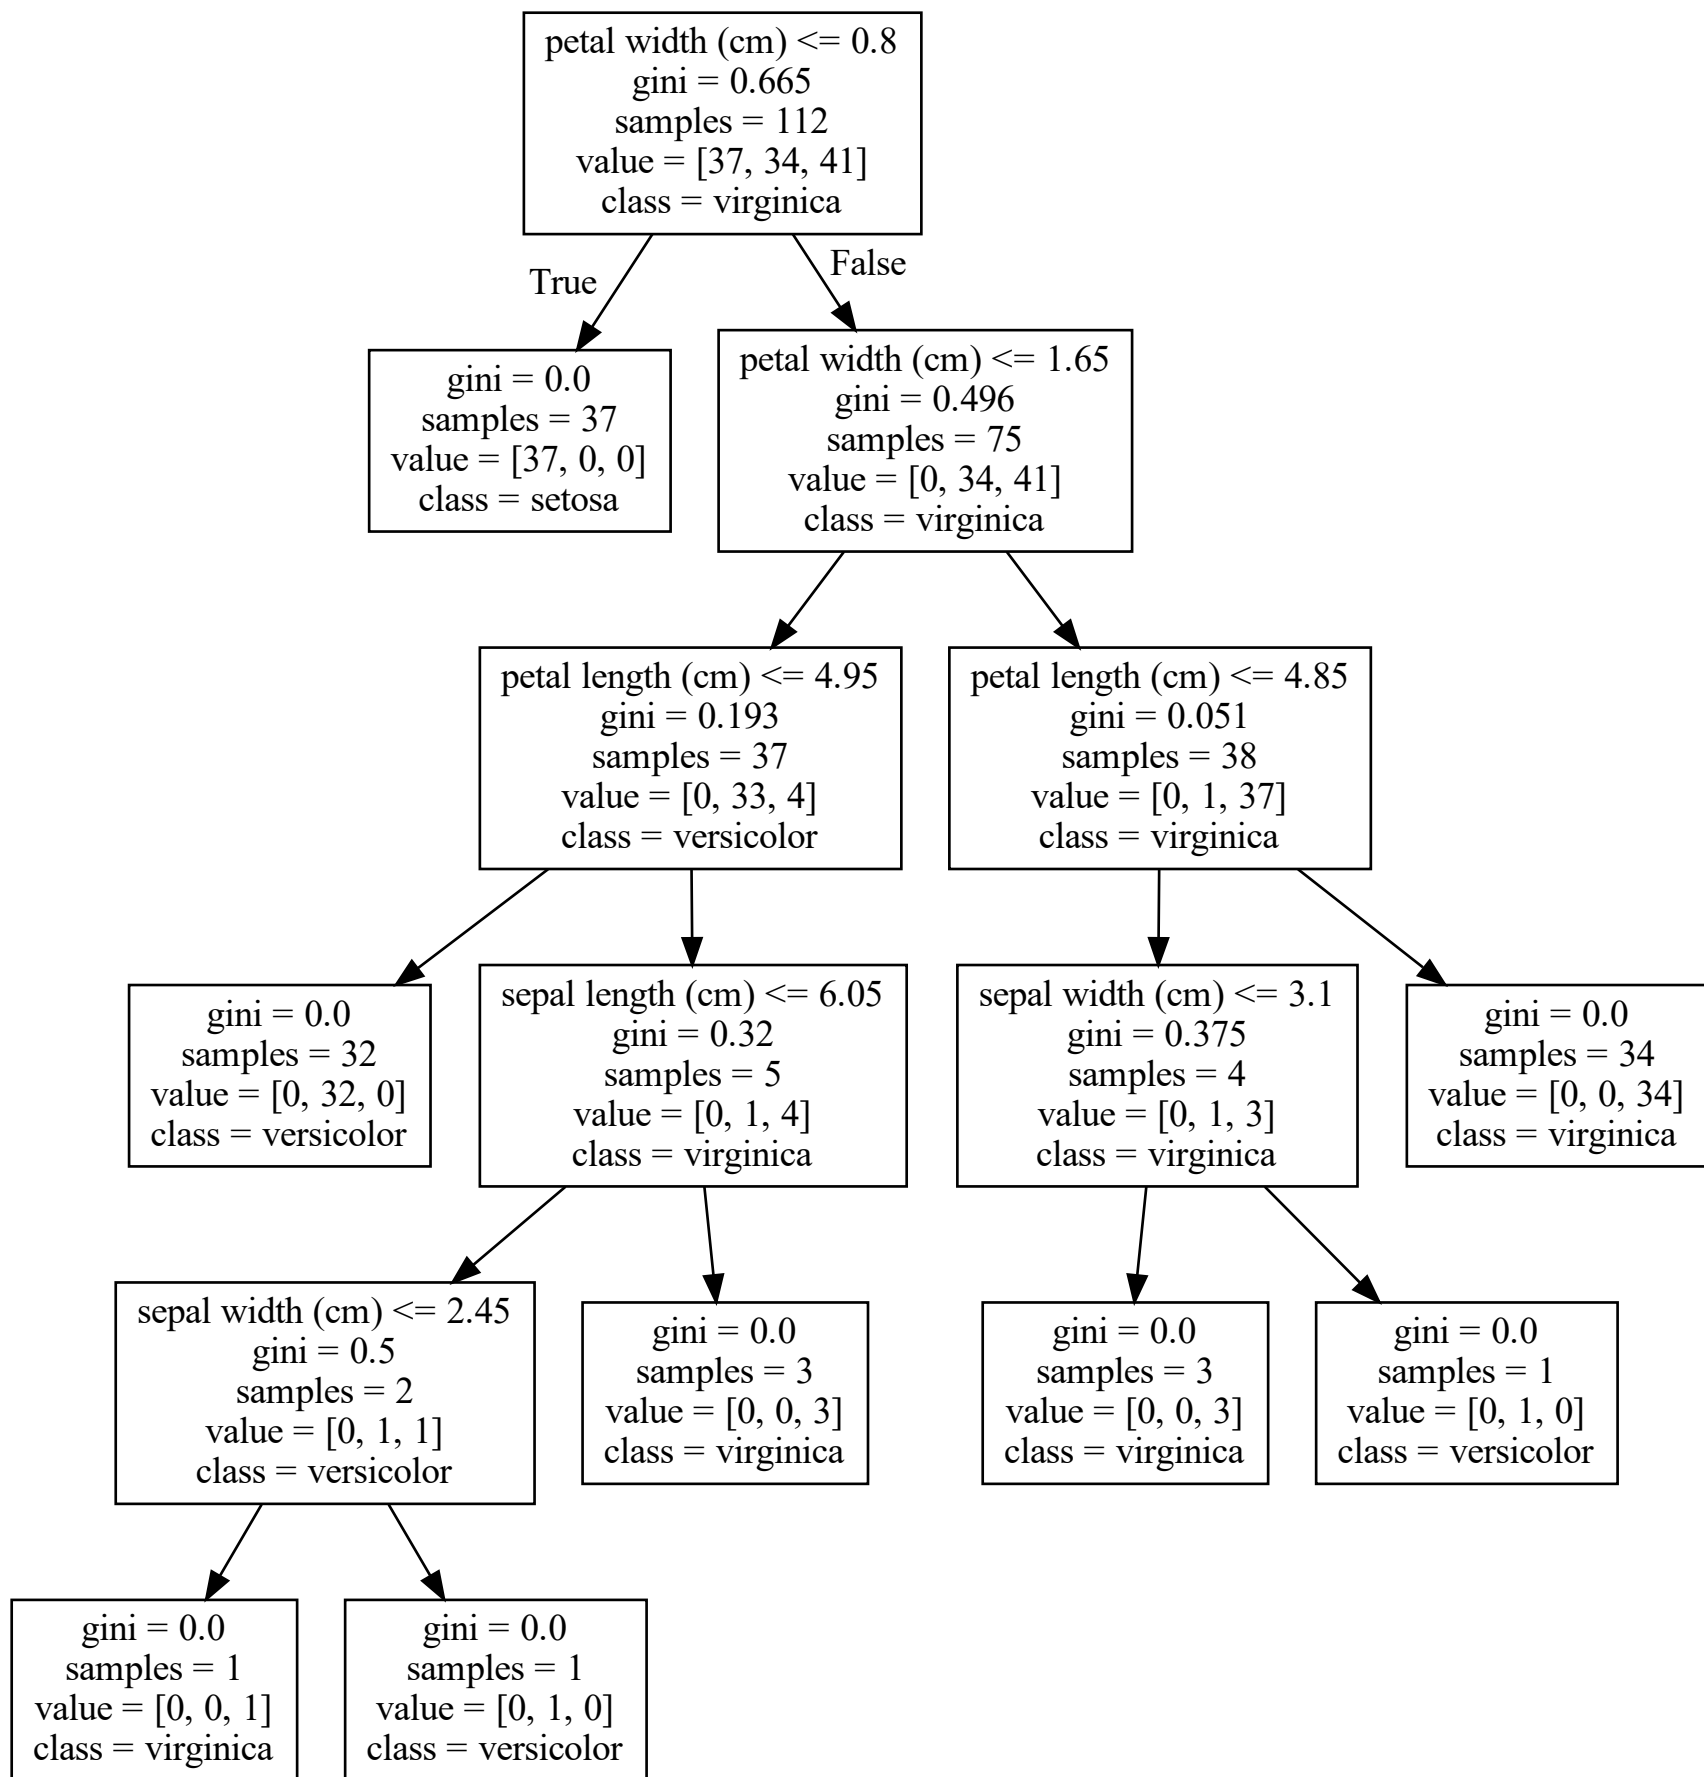 petal width (cm) <= 0.8
gini = 0.665
samples = 112
value = [37, 34, 41]
class = virginica
True
False
gini = 0.0
samples = 37
value = [37, 0, 0]
class = setosa
petal width (cm) <= 1.65
gini = 0.496
samples = 75
value = [0, 34, 41]
class = virginica
petal length (cm) <= 4.95
gini = 0.193
samples = 37
value = [0, 33, 4]
class = versicolor
petal length (cm) <= 4.85
gini = 0.051
samples = 38
value = [0, 1, 37]
class = virginica
gini = 0.0
samples = 32
value = [0, 32, 0]
class = versicolor
sepal length (cm) <= 6.05
gini = 0.32
samples = 5
value = [0, 1, 4]
class = virginica
sepal width (cm) <= 3.1
gini = 0.375
samples = 4
value = [0, 1, 3]
class = virginica
gini = 0.0
samples = 34
value = [0, 0, 34]
class = virginica
sepal width (cm) <= 2.45
gini = 0.5
samples = 2
value = [0, 1, 1]
class = versicolor
gini = 0.0
samples = 3
value = [0, 0, 3]
class = virginica
gini = 0.0
samples = 3
value = [0, 0, 3]
class = virginica
gini = 0.0
samples = 1
value = [0, 1, 0]
class = versicolor
gini = 0.0
samples = 1
value = [0, 0, 1]
class = virginica
gini = 0.0
samples = 1
value = [0, 1, 0]
class = versicolor